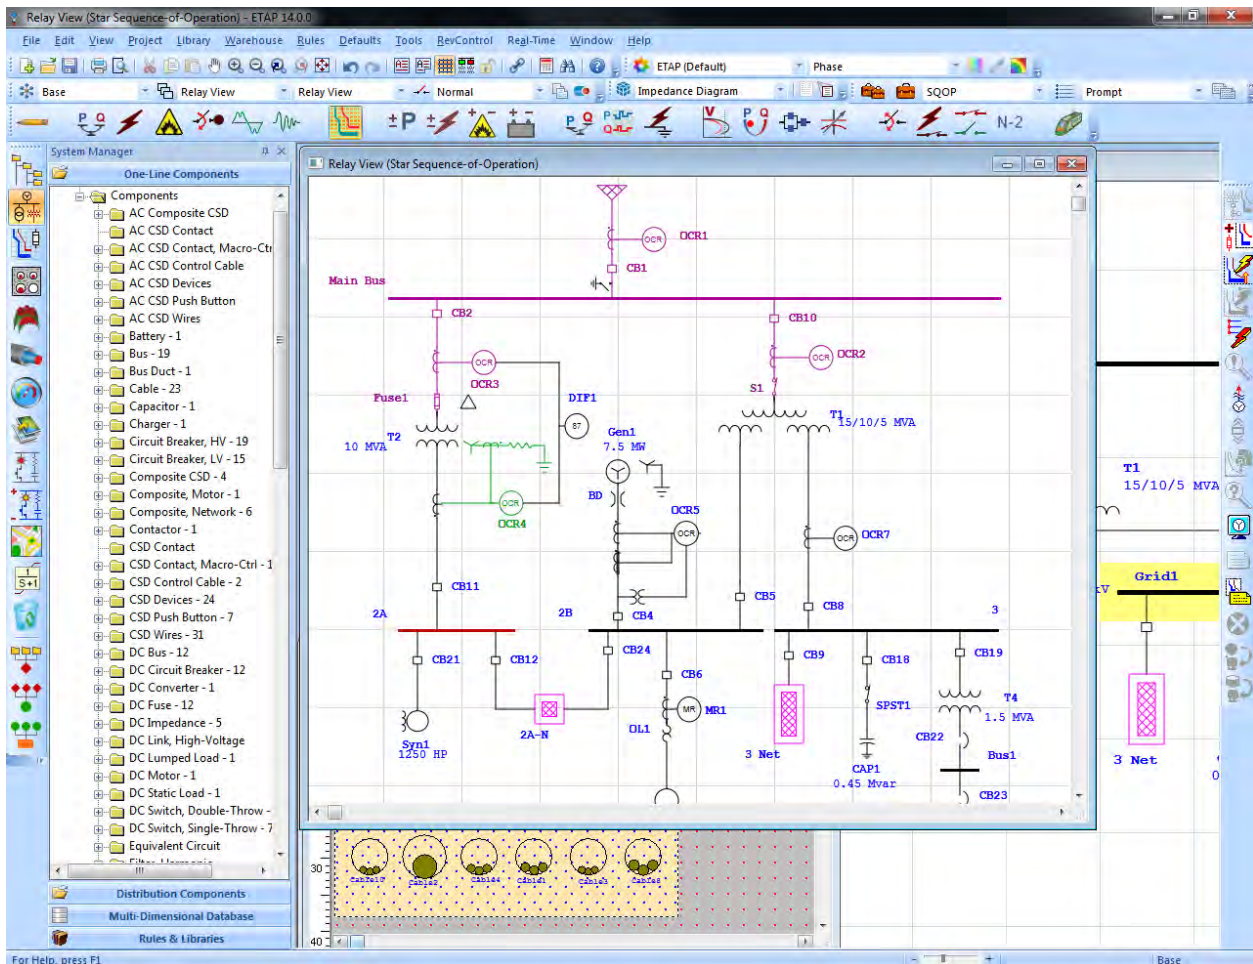 Relay View (Star Sequence-of-Operation) - ETAP 14.0.0
File Edit View Project Library Warehouse Rules Defaults Tools RevControl Real-Time Window Help
ETAP (Default) Phase
Base Relay View Relay View Normal Impedance Diagram SQOP Prompt
P Q ±P P Q P Q V P Q N-2
System Manager
One-Line Components
Components
AC Composite CSD
AC CSD Contact
AC CSD Contact, Macro-Ctrl
AC CSD Control Cable
AC CSD Devices
AC CSD Push Button
AC CSD Wires
Battery - 1
Bus - 19
Bus Duct - 1
Cable - 23
Capacitor - 1
Charger - 1
Circuit Breaker, HV - 19
Circuit Breaker, LV - 15
Composite CSD - 4
Composite, Motor - 1
Composite, Network - 6
Contactor - 1
CSD Contact
CSD Contact, Macro-Ctrl - 1
CSD Control Cable - 2
CSD Devices - 24
CSD Push Button - 7
CSD Wires - 31
DC Bus - 12
DC Circuit Breaker - 12
DC Converter - 1
DC Fuse - 12
DC Impedance - 5
DC Link, High-Voltage
DC Lumped Load - 1
DC Motor - 1
DC Static Load - 1
DC Switch, Double-Throw -
DC Switch, Single-Throw - 7
Equivalent Circuit
Filter, Harmonic
Distribution Components
Multi-Dimensional Database
Rules & Libraries
1
S+1
Relay View (Star Sequence-of-Operation)
OCR OCR1
CB1
Main Bus
CB2 CB10
OCR OCR2
OCR
OCR3
S1
Fuse1 DIF1
T1
15/10/5 MVA
87
T2
10 MVA
Gen1
7.5 MW
BD
OCR
OCR4
OCR5
OCR
OCR OCR7
CB11 CB5 CB8
2A 2B CB4 3
CB21 CB12 CB24 CB6 CB9 CB18 CB19
MR MR1
OL1
SPST1
T4
1.5 MVA
2A-N
Syn1
1250 HP
3 Net
CB22
Bus1
CAP1
0.45 Mvar
CB23
T1
15/10/5 MVA
kV Grid1
3 Net
0
30
40
Cable2 Cable4 Cable1 Cable3
For Help, press F1 Base